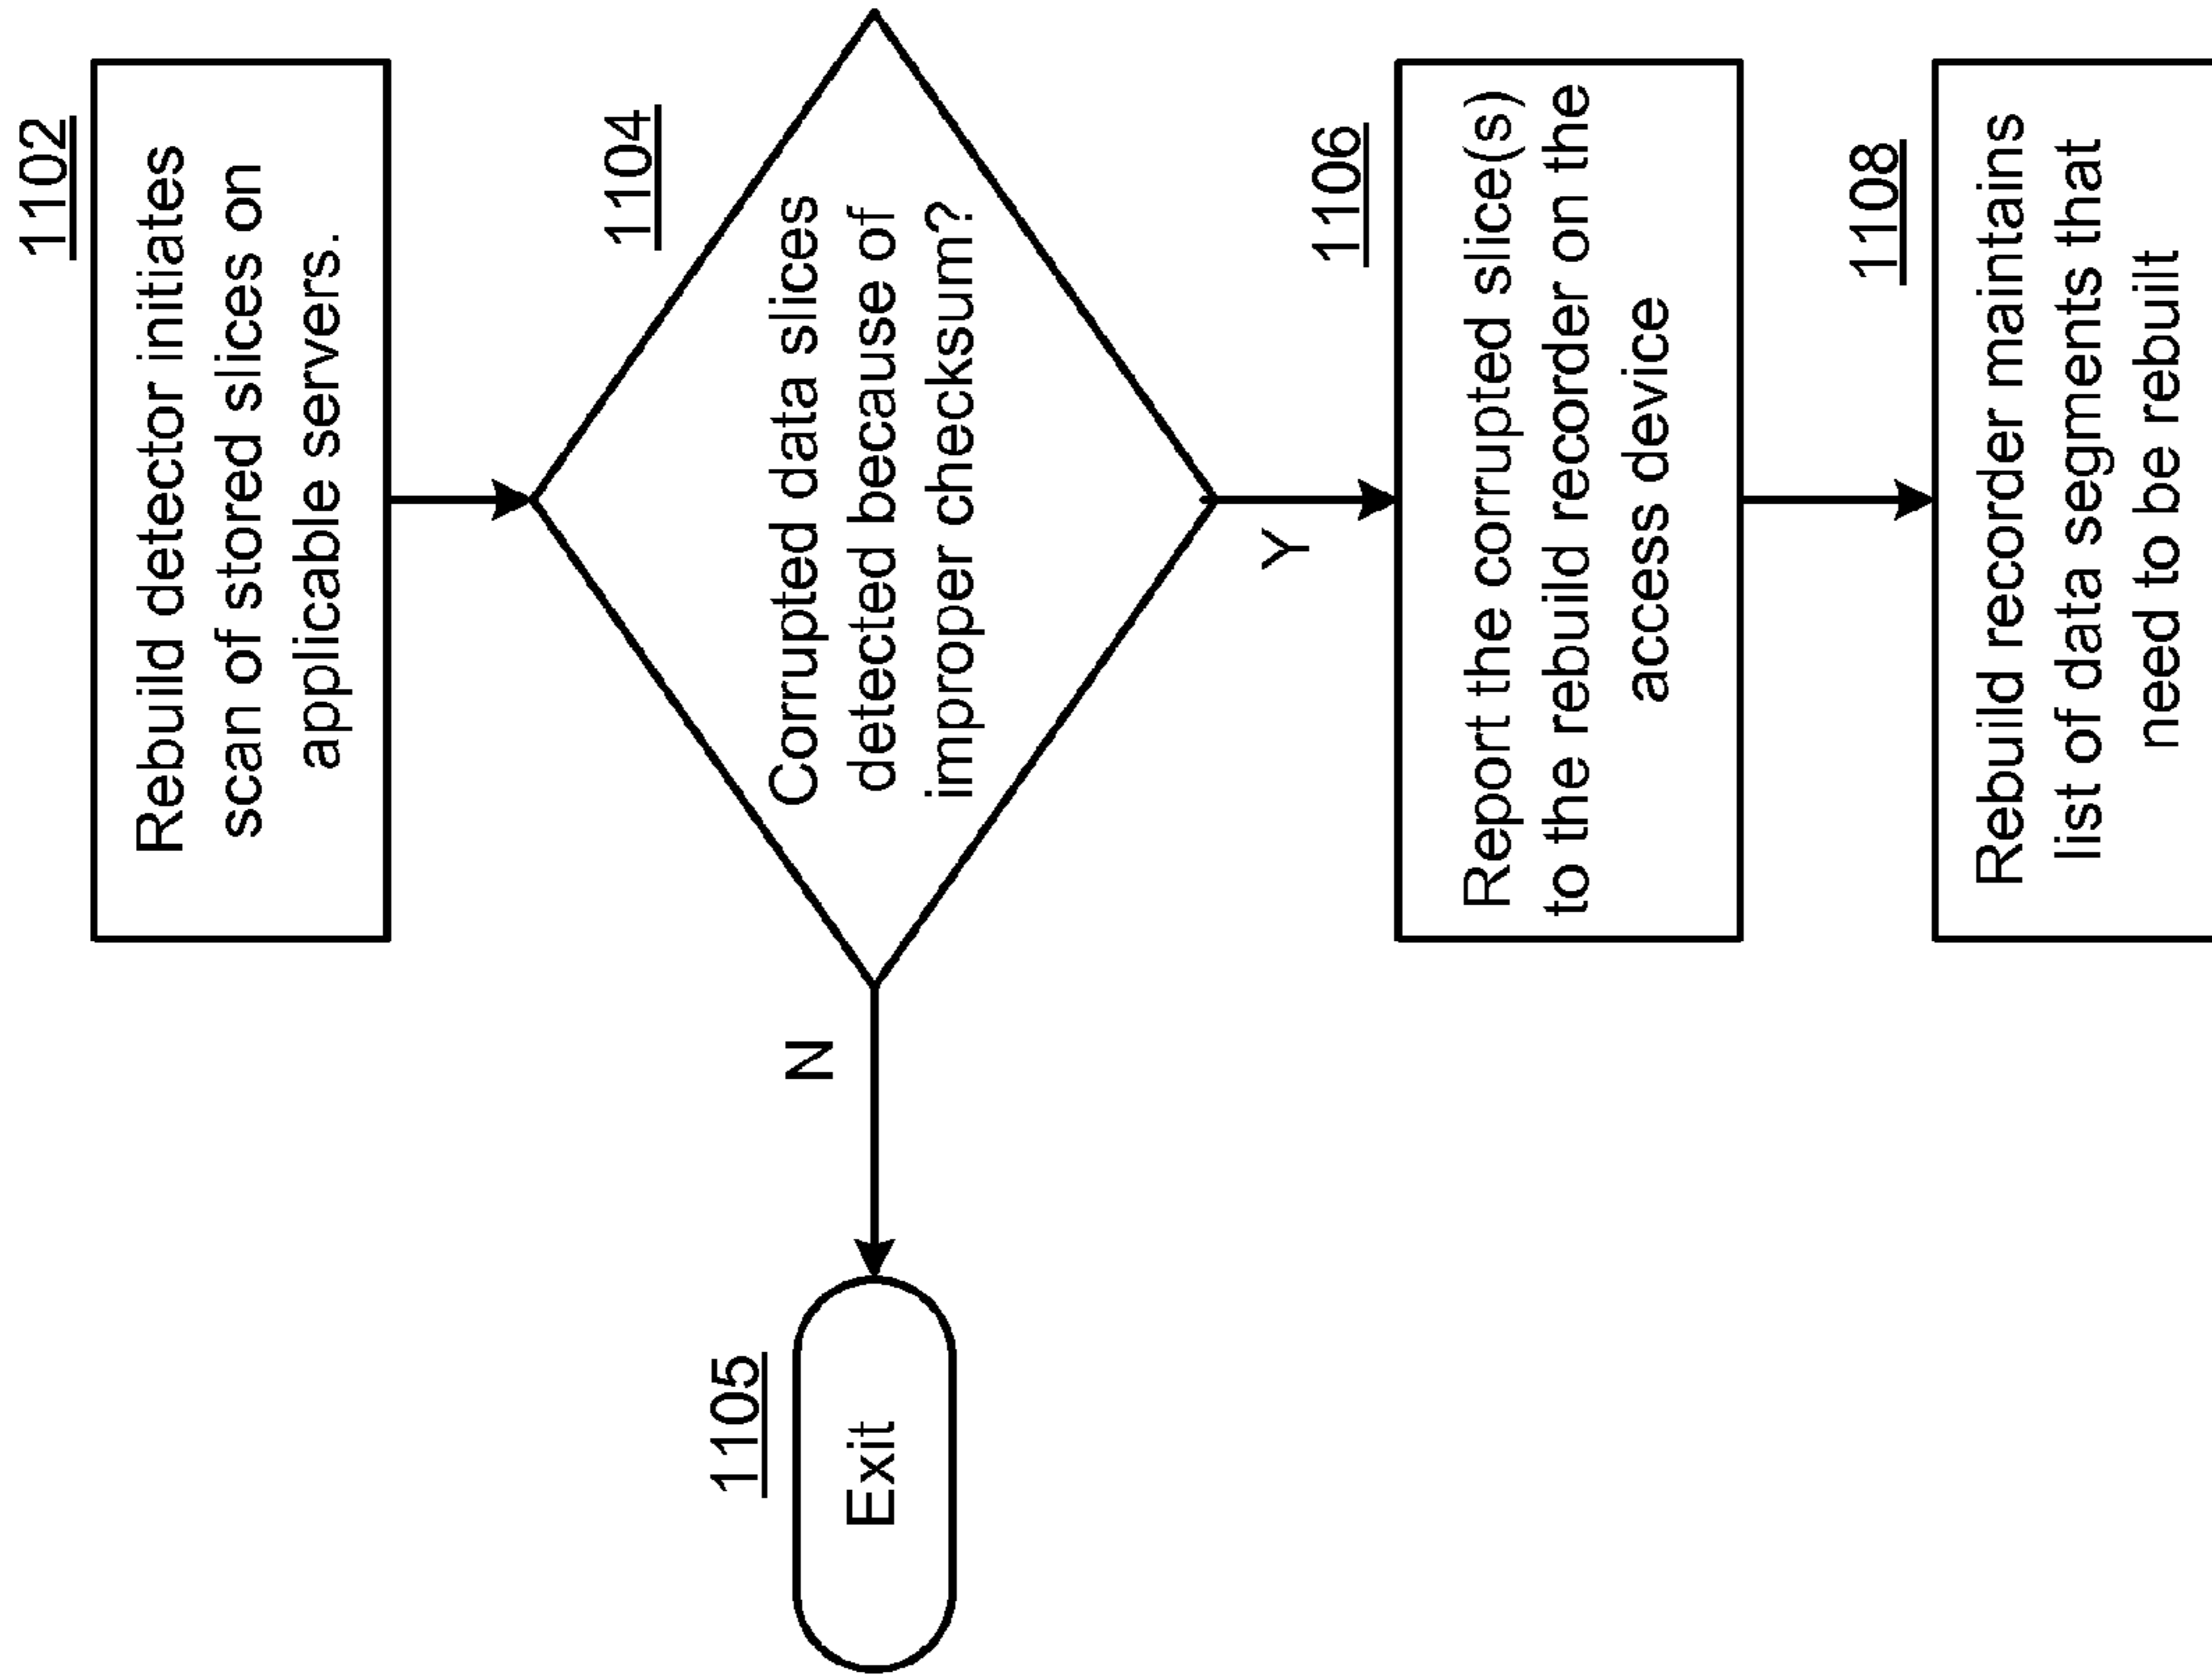 1102
Rebuild detector initiates
scan of stored slices on
applicable servers.
1104
Corrupted data slices
detected because of
improper checksum?
N
1105
Exit
Y
1106
Report the corrupted slice(s)
to the rebuild recorder on the
access device
1108
Rebuild recorder maintains
list of data segments that
need to be rebuilt